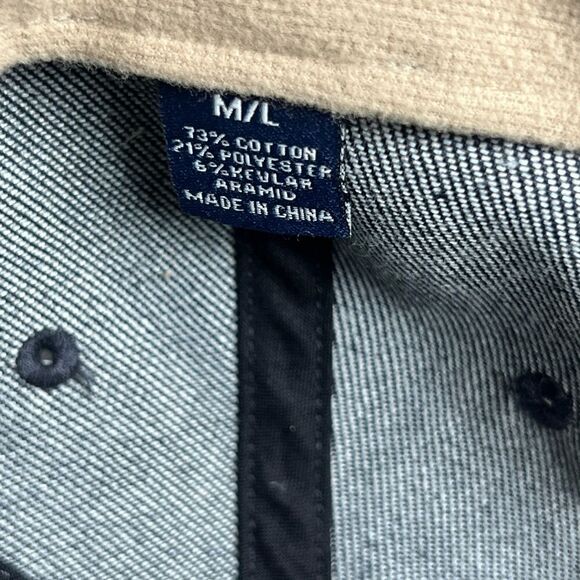 M/L
73% COTTON
21% POLYESTER
6% KEVLAR
ARAMID
MADE IN CHINA